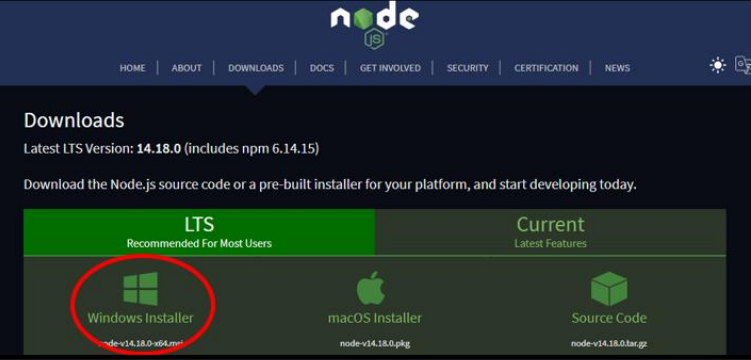 node
JS
HOME | ABOUT | DOWNLOADS | DOCS | GET INVOLVED | SECURITY | CERTIFICATION | NEWS
Downloads
Latest LTS Version: 14.18.0 (includes npm 6.14.15)
Download the Node.js source code or a pre-built installer for your platform, and start developing today.
LTS
Recommended For Most Users
Current
Latest Features
Windows Installer
macOS Installer
Source Code
node-v14.18.0-x64.msi
node-v14.18.0.pkg
node-v14.18.0.tar.gz